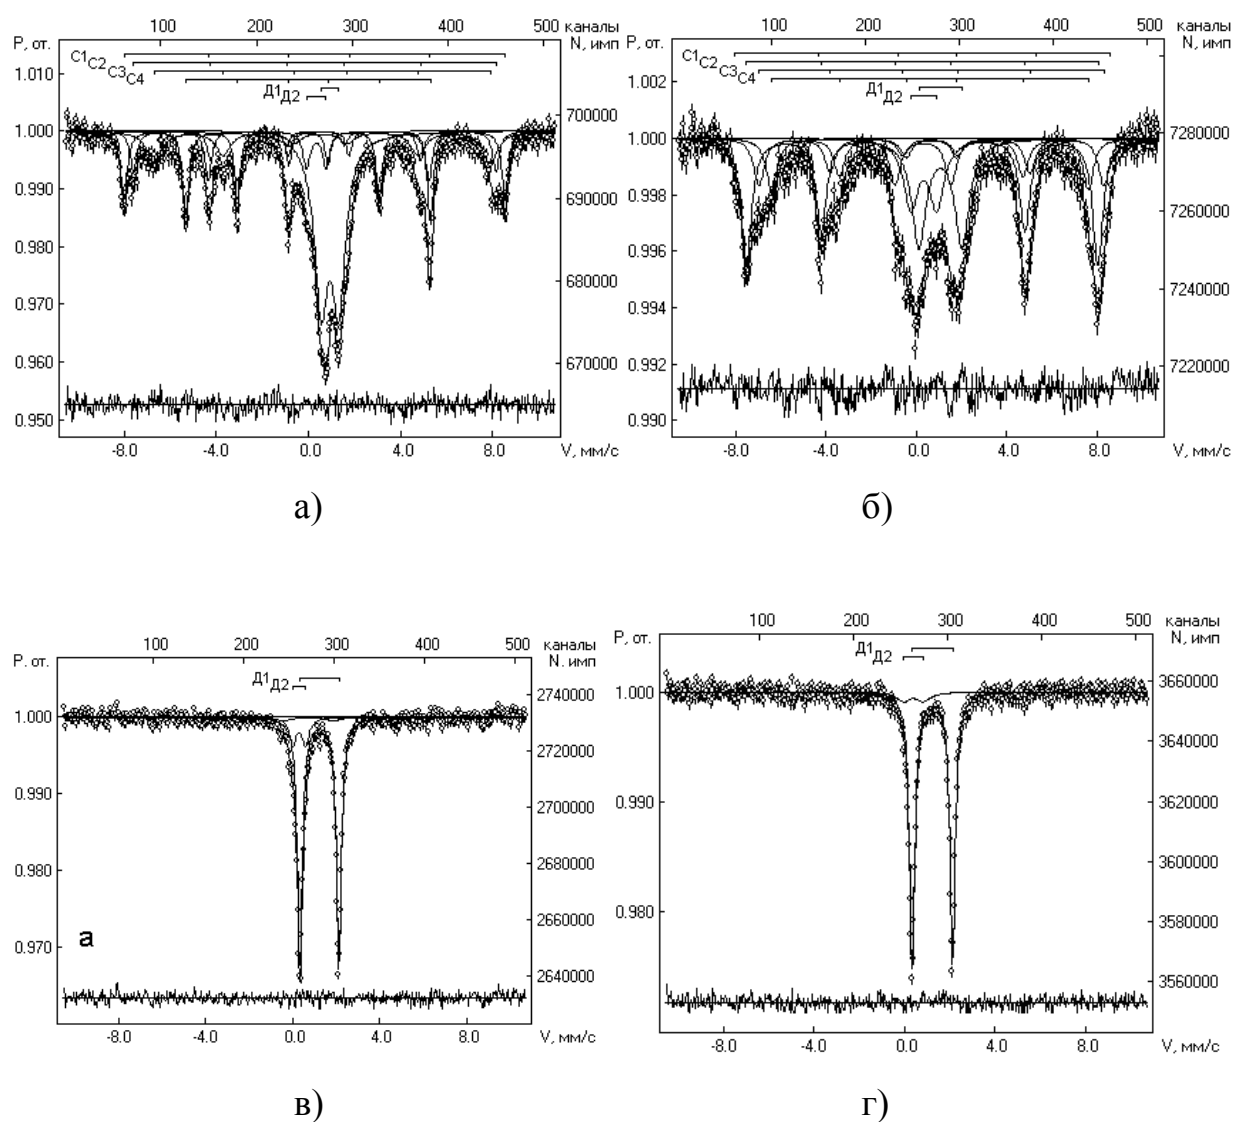 100 200 300 400 500 каналы
P, от. N, имп
C1
C2
C3
C4
Д1
Д2
1.010
1.000
0.990
0.980
0.970
0.960
0.950
700000
690000
680000
670000
-8.0 -4.0 0.0 4.0 8.0 V, мм/с
а)
100 200 300 400 500 каналы
P, от. N, имп
C1
C2
C3
C4
Д1
Д2
1.002
1.000
0.998
0.996
0.994
0.992
0.990
7280000
7260000
7240000
7220000
-8.0 -4.0 0.0 4.0 8.0 V, мм/с
б)
100 200 300 400 500 каналы
P. от. N. имп
Д1
Д2
1.000
0.990
0.980
0.970
2740000
2720000
2700000
2680000
2660000
2640000
а
-8.0 -4.0 0.0 4.0 8.0 V, мм/с
в)
100 200 300 400 500 каналы
P, от. N, имп
Д1
Д2
1.000
0.990
0.980
3660000
3640000
3620000
3600000
3580000
3560000
-8.0 -4.0 0.0 4.0 8.0 V, мм/с
г)